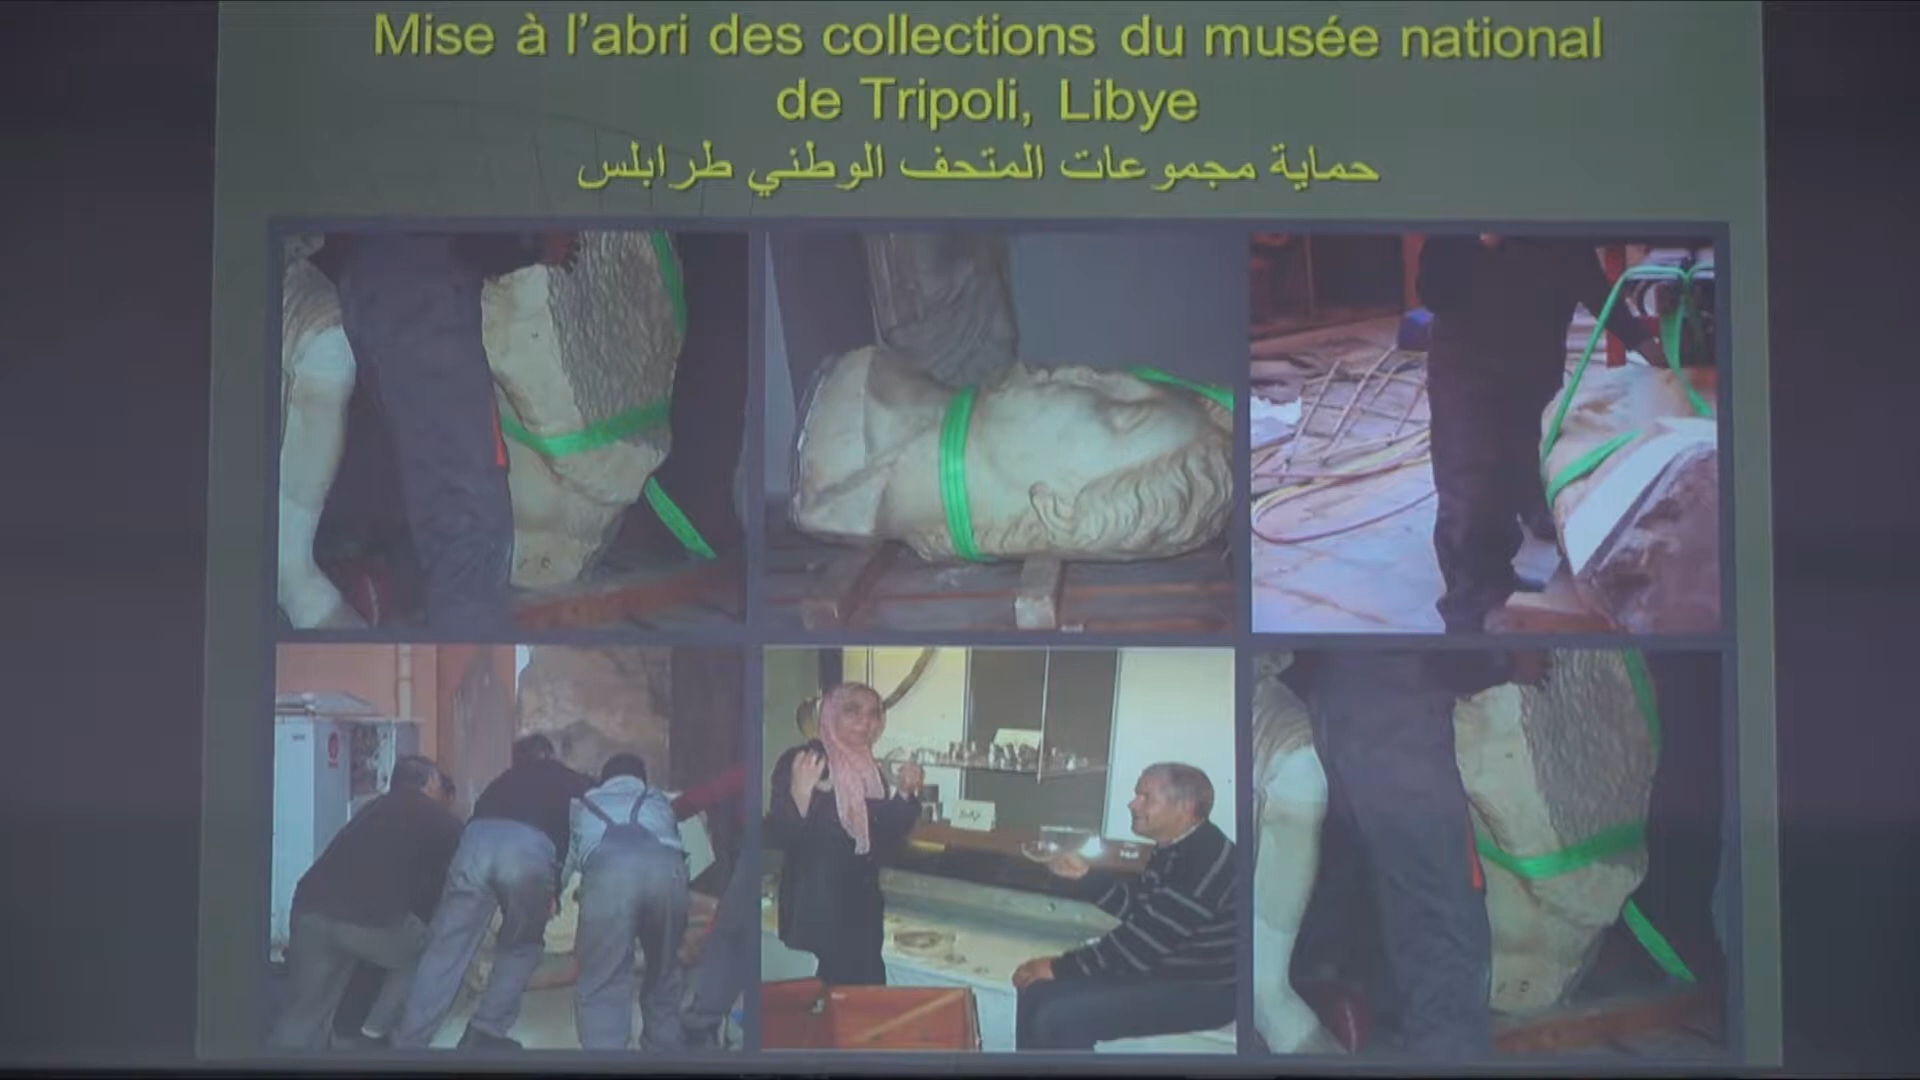 Mise à l'abri des collections du musée national
de Tripoli, Libye
حماية مجموعات المتحف الوطني طرابلس